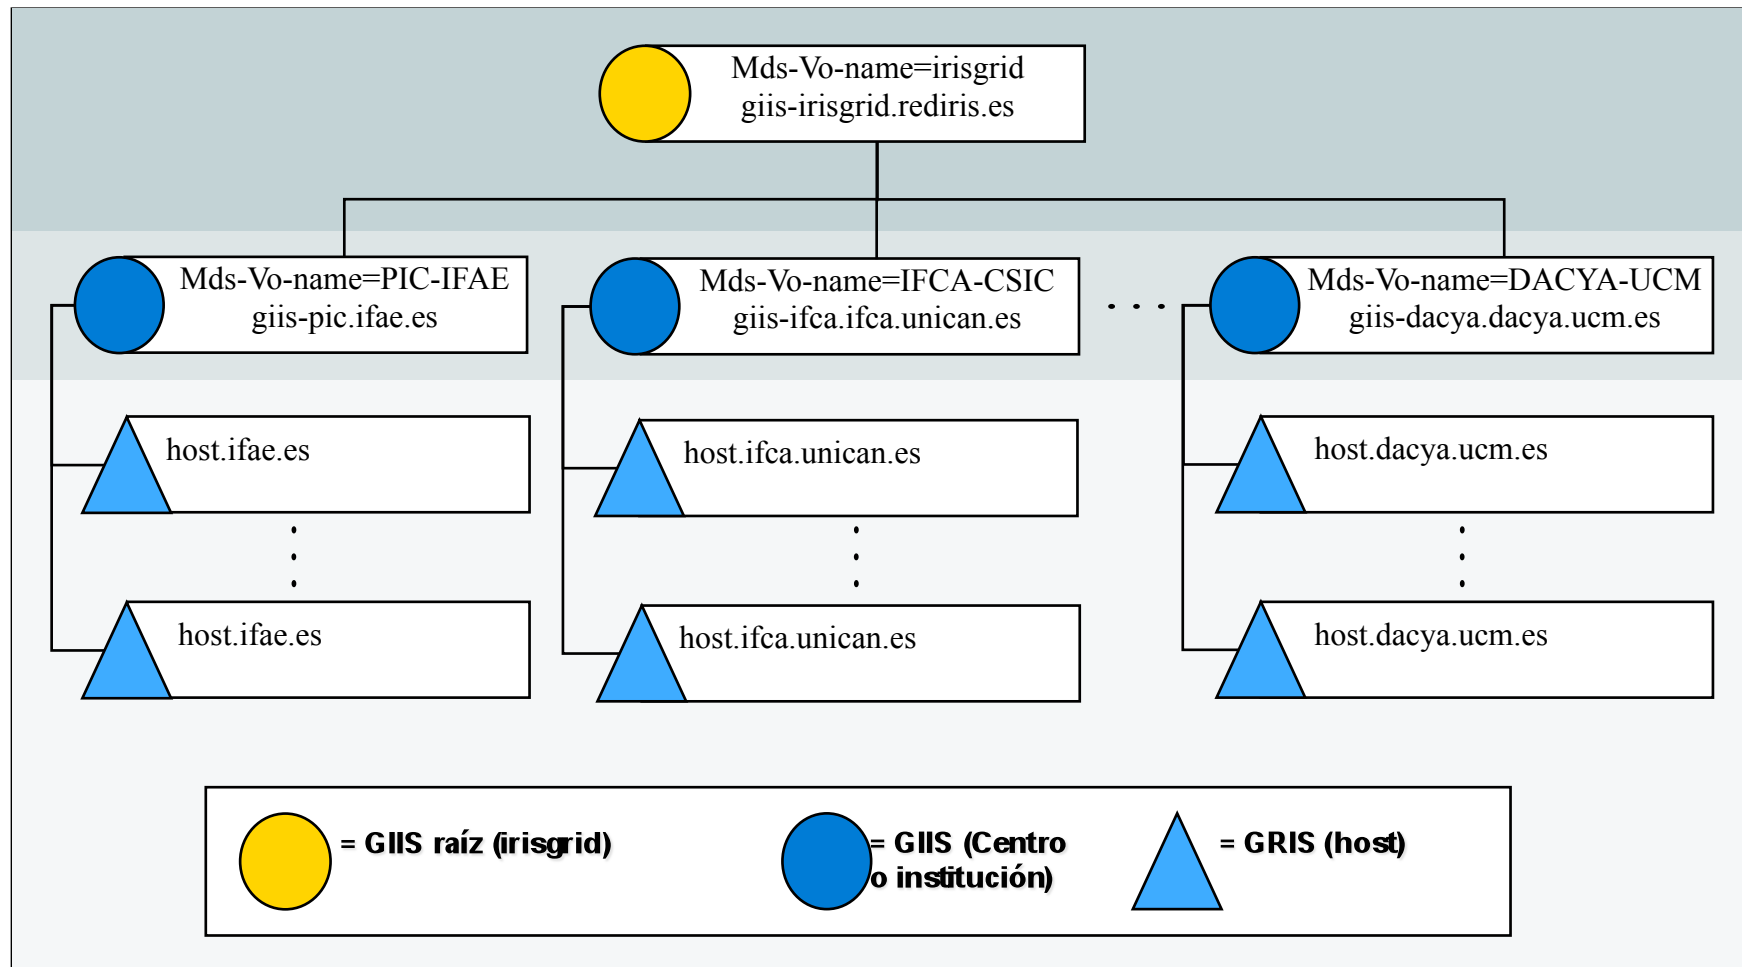 Mds-Vo-name=irisgrid
giis-irisgrid.rediris.es
Mds-Vo-name=PIC-IFAE
giis-pic.ifae.es
Mds-Vo-name=IFCA-CSIC
giis-ifca.ifca.unican.es
. . . .
Mds-Vo-name=DACYA-UCM
giis-dacya.dacya.ucm.es
host.ifae.es
host.ifca.unican.es
host.dacya.ucm.es
host.ifae.es
host.ifca.unican.es
host.dacya.ucm.es
= GIIS raíz (irisgrid)
= GIIS (Centro
o institución)
= GRIS (host)